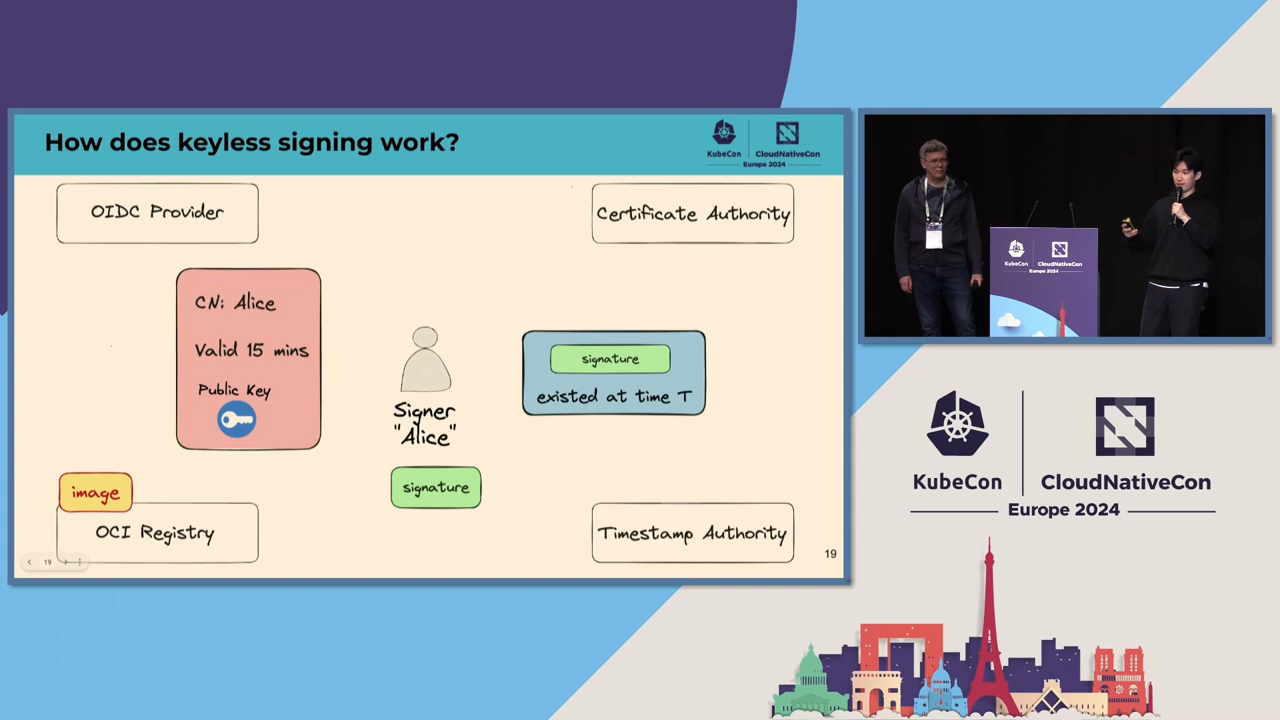 How does keyless signing work?
KubeCon
CloudNativeCon
Europe 2024
OIDC Provider
Certificate Authority
CN: Alice
Valid 15 mins
Public Key
Signer
"Alice"
signature
existed at time T
signature
image
OCI Registry
Timestamp Authority
19
19
KubeCon
CloudNativeCon
Europe 2024
KubeCon
CloudNativeCon
Europe 2024